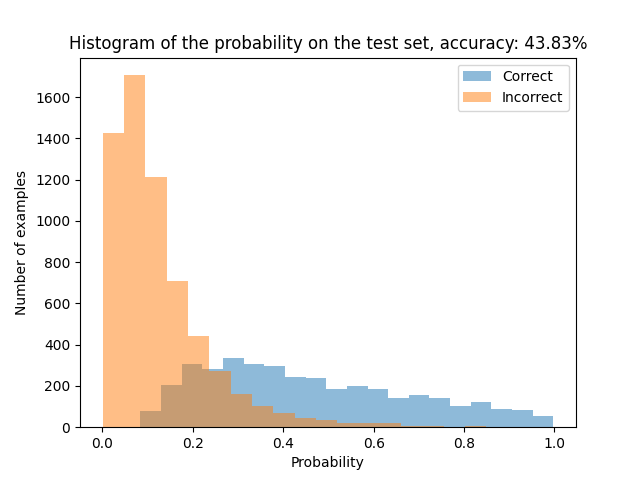 Histogram of the probability on the test set, accuracy: 43.83%
Correct
Incorrect
1600
1400
1200
1000
800
600
400
200
0
Number of examples
0.0 0.2 0.4 0.6 0.8 1.0
Probability